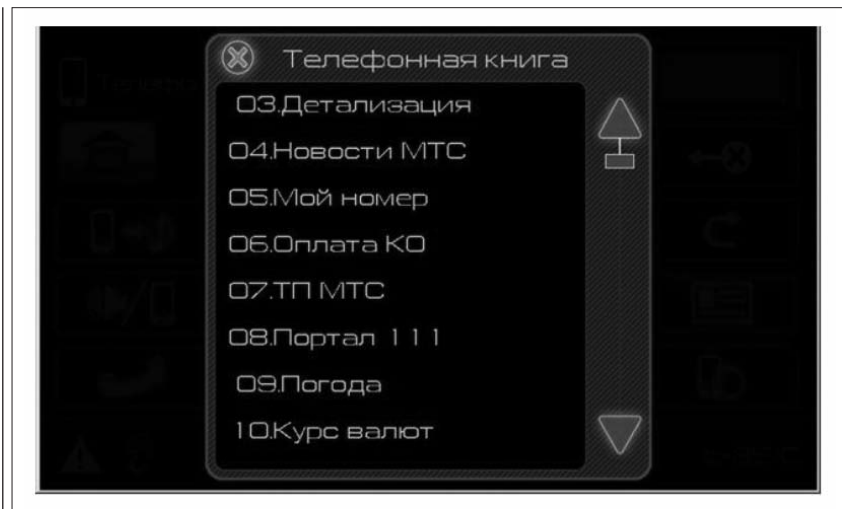 Телефонная книга
03.Детализация
04.Новости МТС
05.Мой номер
06.Оплата КО
07.ТП МТС
08.Портал 111
09.Погода
10.Курс валют